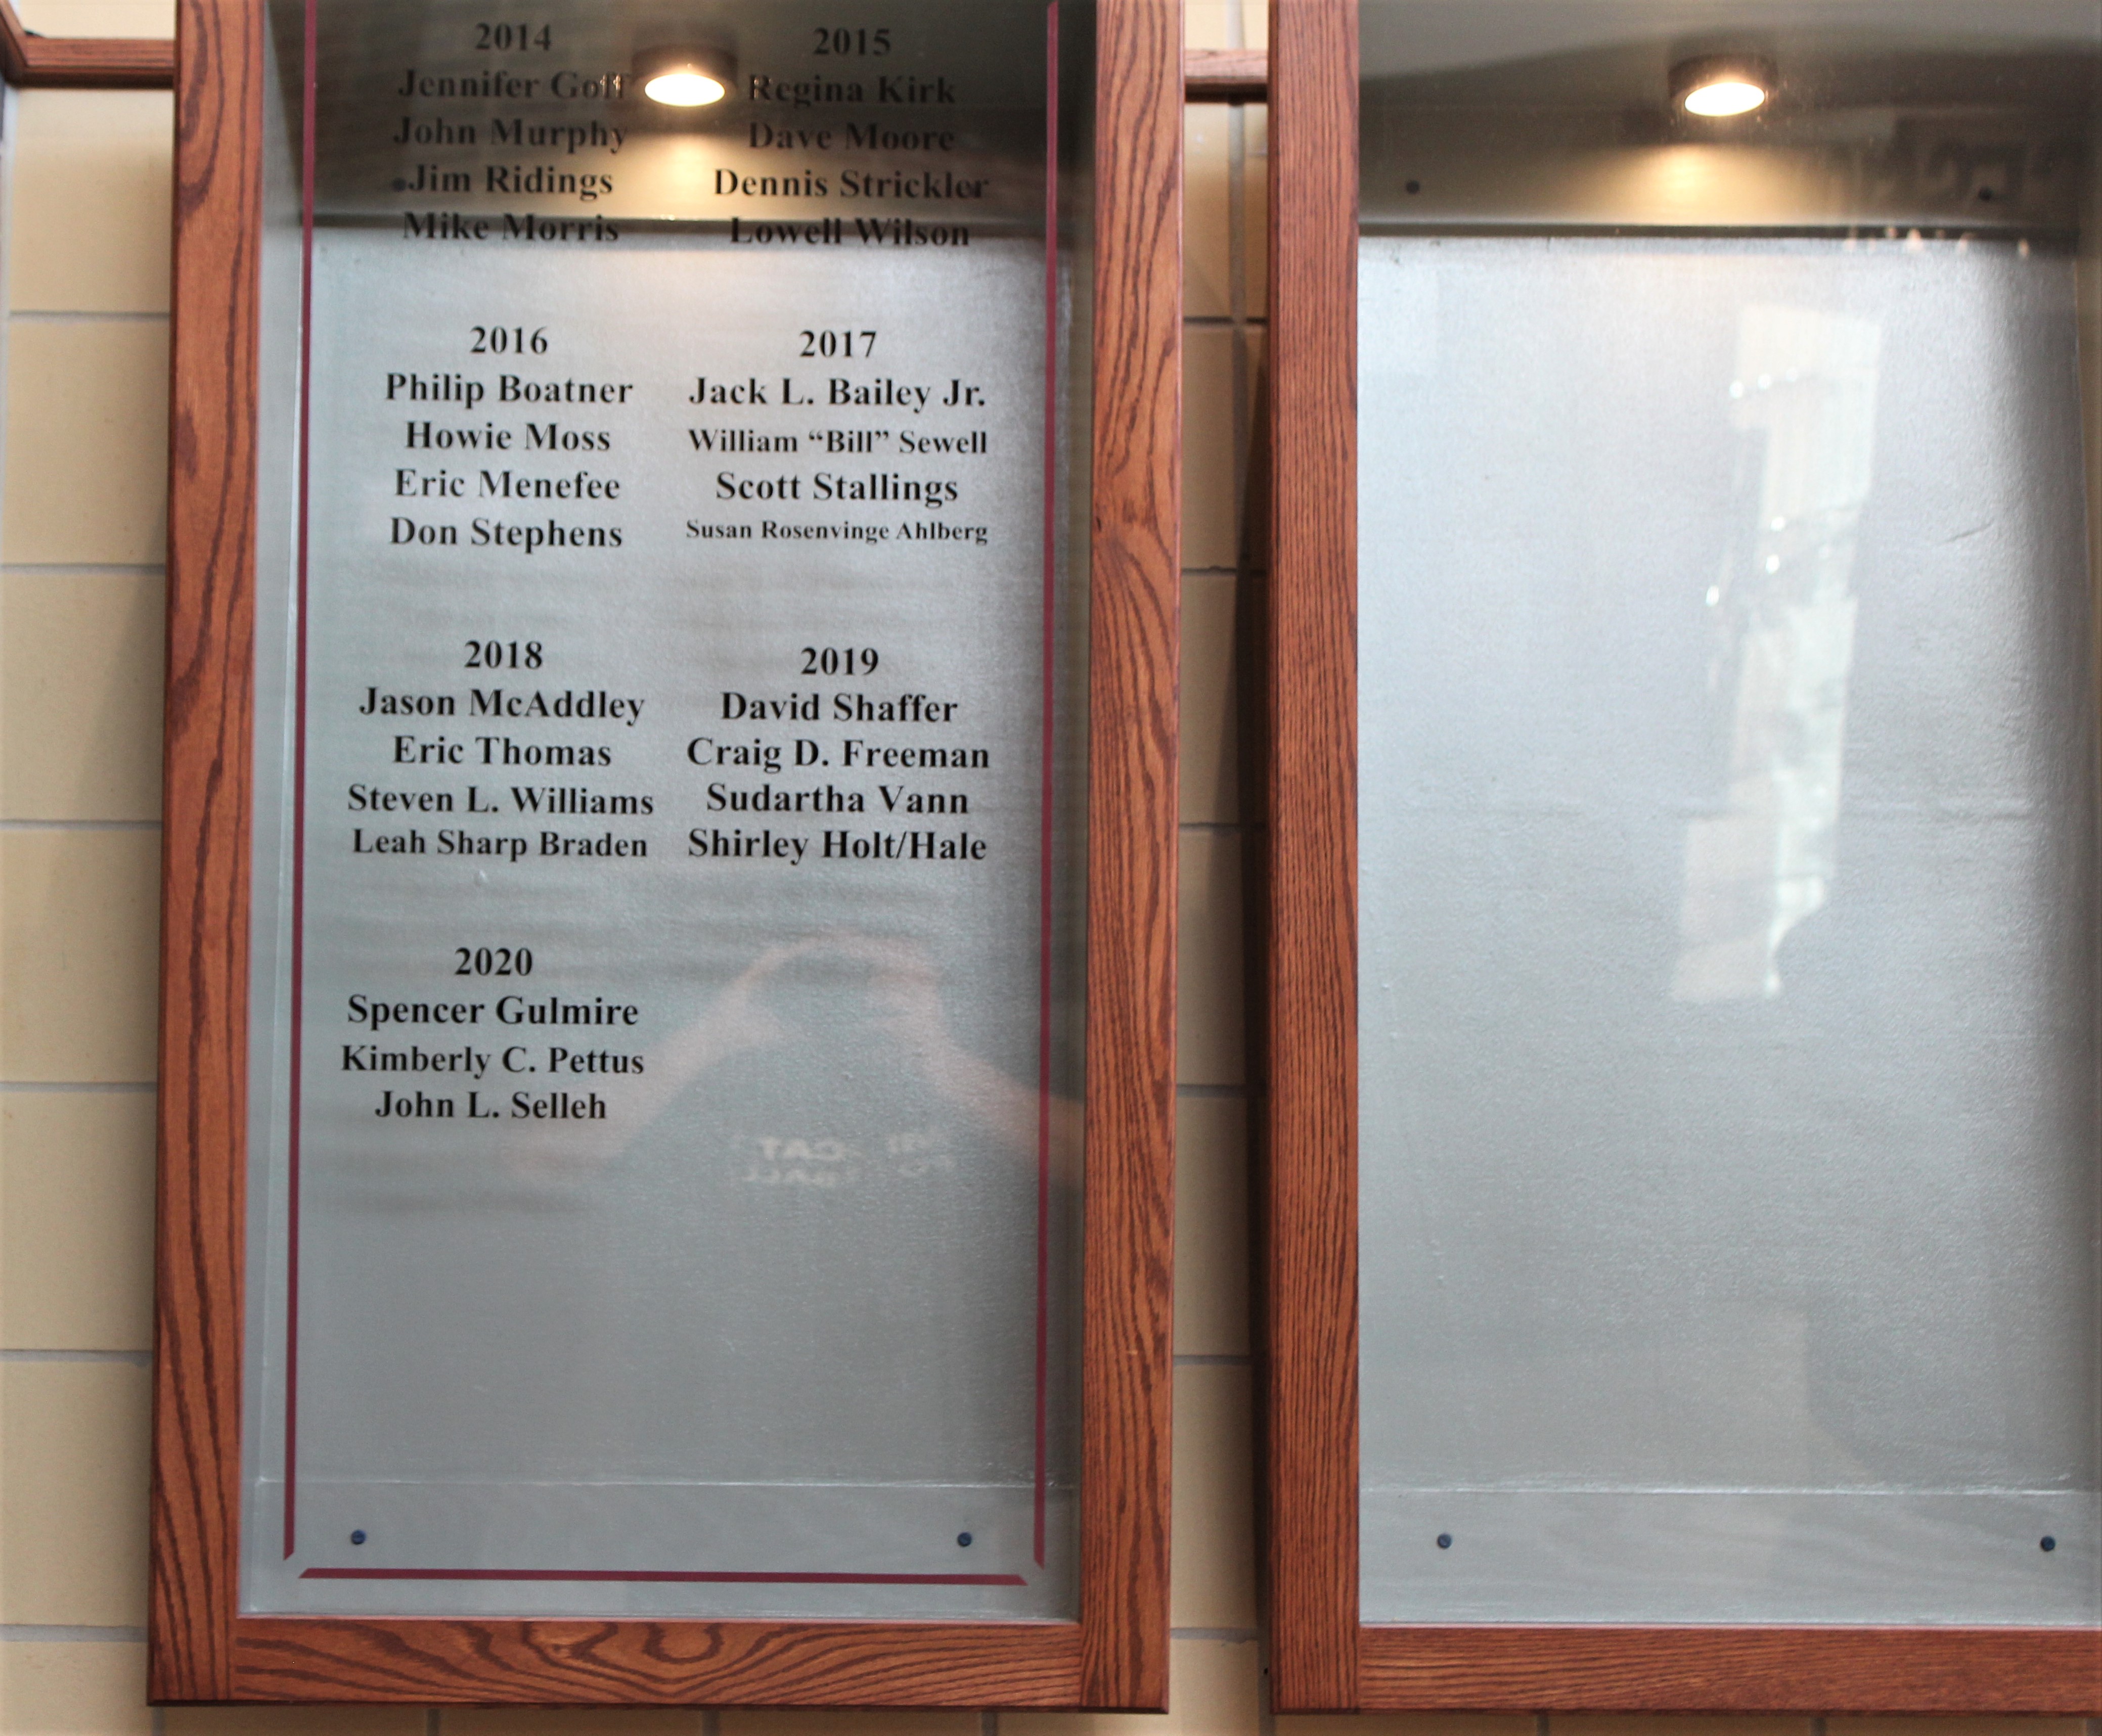 2014
Jennifer Goff
John Murphy
Jim Ridings
Mike Morris
2015
Regina Kirk
Dave Moore
Dennis Strickler
Lowell Wilson
2016
Philip Boatner
Howie Moss
Eric Menefee
Don Stephens
2017
Jack L. Bailey Jr.
William “Bill” Sewell
Scott Stallings
Susan Rosenvinge Ahlberg
2018
Jason McAddley
Eric Thomas
Steven L. Williams
Leah Sharp Braden
2019
David Shaffer
Craig D. Freeman
Sudartha Vann
Shirley Holt/Hale
2020
Spencer Gulmire
Kimberly C. Pettus
John L. Selleh